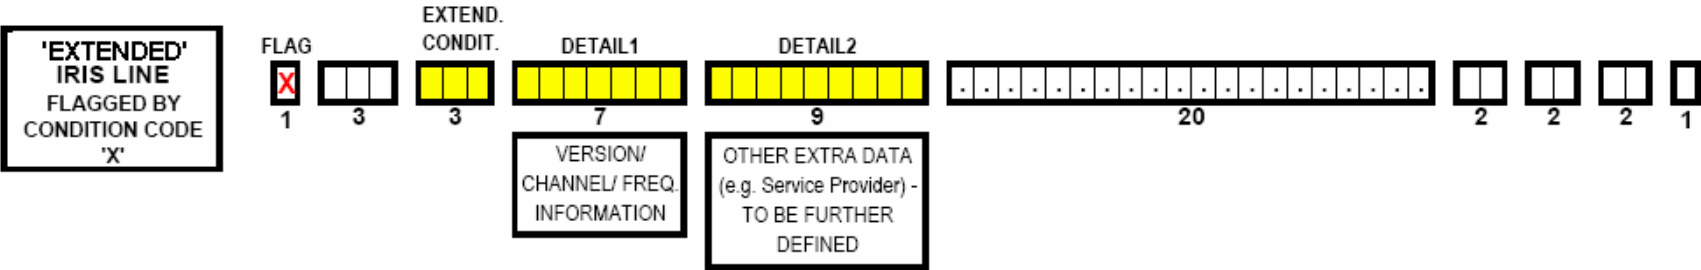 'EXTENDED'
IRIS LINE
FLAGGED BY
CONDITION CODE
'X'
FLAG
EXTEND.
CONDIT.
DETAIL1
DETAIL2
X
. . . . . . . . . . . . . . . . . . . .
1 3 3 7 9 20 2 2 2 1
VERSION/
CHANNEL/ FREQ.
INFORMATION
OTHER EXTRA DATA
(e.g. Service Provider) -
TO BE FURTHER
DEFINED